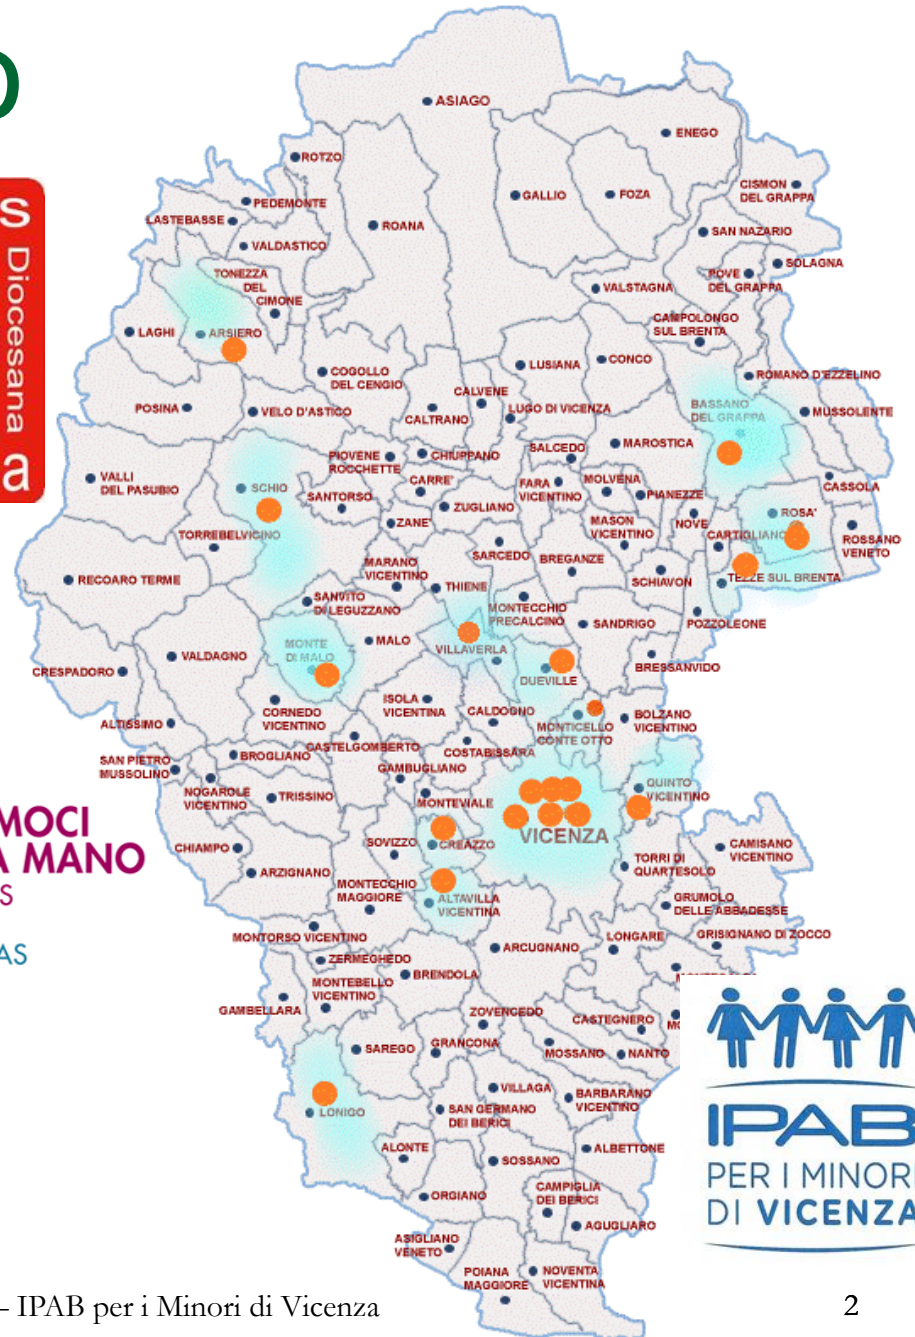 O
S
Diocesana
a
ASIAGO
ENEGO
ROTZO
CISMON
DEL GRAPPA
GALLIO
FOZA
PEDEMONTE
LASTEBASSE
ROANA
SAN NAZARIO
VALDASTICO
SOLAGNA
TONEZZA
DEL
CIMONE
POVE
DEL GRAPPA
VALSTAGNA
CAMPOLONGO
SUL BRENTA
LAGHI
ARSIERO
LUSIANA
CONCO
COGOLLO
DEL CENGIO
ROMANO D'EZZELINO
CALVENE
BASSANO
DEL GRAPPA
POSINA
VELO D'ASTICO
CALTRANO
LUGO DI VICENZA
MUSSOLENTE
SALCEDO
MAROSTICA
PIOVENE
ROCCHETTE
CHIUPPANO
VALLI
DEL PASUBIO
SCHIO
CARRE'
FARA
VICENTINO
MOLVENA
CASSOLA
SANTORSO
PIANEZZE
ZUGLIANO
ROSA'
ZANE'
MASON
VICENTINO
NOVE
CARTIGLIANO
ROSSANO
VENETO
TORREBELVICINO
SARCEDO
BREGANZE
MARANO
VICENTINO
RECOARO TERME
THIENE
SCHIAVON
TEZZE SUL BRENTA
SANVITO
DI LEGUZZANO
MONTECCHIO
PRECALCINO
SANDRIGO
POZZOLEONE
MONTE
DI MALO
MALO
VILLAVERLA
VALDAGNO
BRESSANVIDO
CRESPADORO
DUEVILLE
ISOLA
VICENTINA
CALDOGNO
CORNEDO
VICENTINO
BOLZANO
VICENTINO
ALTISSIMO
MONTICELLO
CONTE OTTO
CASTELGOMBERTO
COSTABISSARA
BROGLIANO
SAN PIETRO
MUSSOLINO
GAMBUGLIANO
NOGAROLE
VICENTINO
TRISSINO
QUINTO
VICENTINO
MONTEVIALE
MOCI
A MANO
S
AS
VICENZA
CHIAMPO
SOVIZZO
CREAZZO
CAMISANO
VICENTINO
TORRI DI
QUARTESOLO
ARZIGNANO
MONTECCHIO
MAGGIORE
ALTAVILLA
VICENTINA
GRUMOLO
DELLE ABBADESSE
MONTORSO VICENTINO
LONGARE
GRISIGNANO DI ZOCCO
ARCUGNANO
ZERMEGHEDO
BRENDOLA
MONTEBELLO
VICENTINO
GAMBELLARA
ZOVENCEDO
CASTEGNERO
MO
SAREGO
GRANCONA
MOSSANO
NANTO
VILLAGA
BARBARANO
VICENTINO
LONIGO
SAN GERMANO
DEI BERICI
ALONTE
ALBETTONE
SOSSANO
CAMPIGLIA
DEI BERICI
ORGIANO
AGUGLIARO
ASIGLIANO
VENETO
POIANA
MAGGIORE
NOVENTA
VICENTINA
IPAB
PER I MINORI
DI VICENZA
– IPAB per i Minori di Vicenza
2